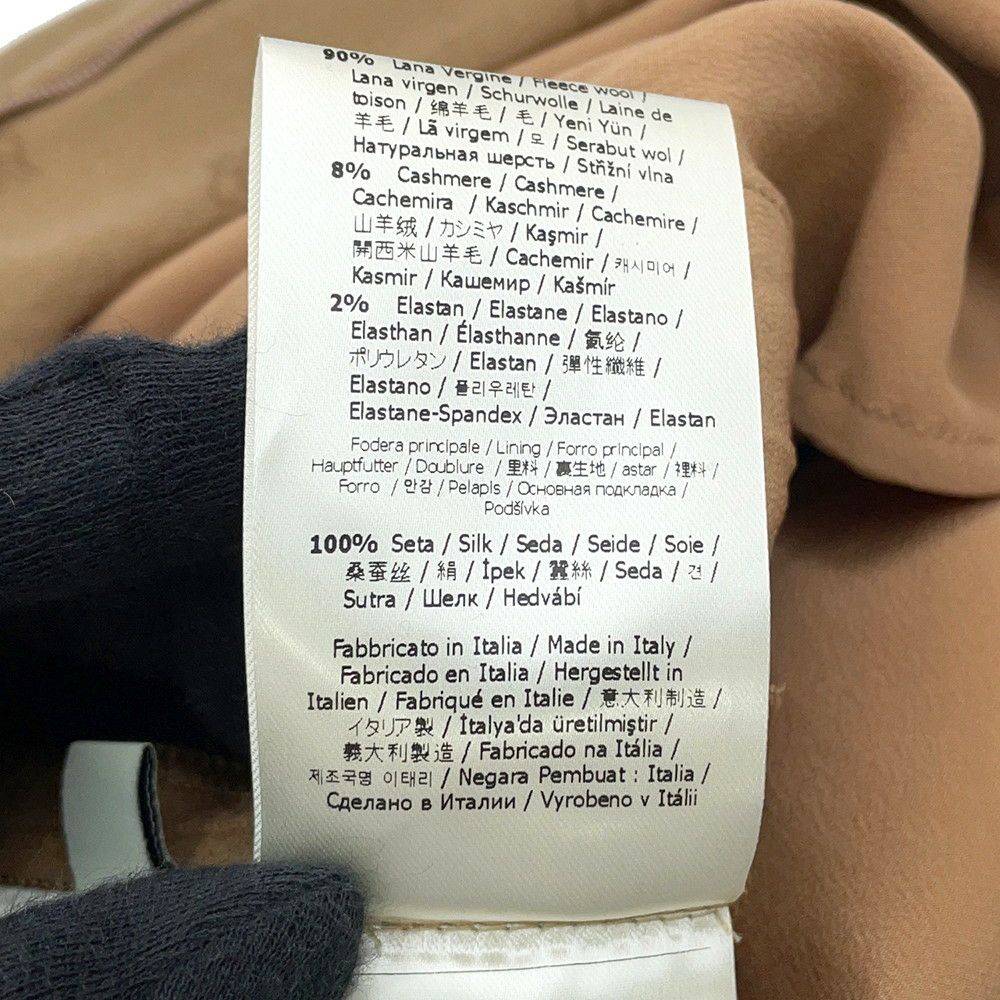 90% Lana Vergine / Fleece wool /
Lana virgen / Schurwolle / Laine de
toison / 绵羊毛 / 毛 / Yeni Yün /
羊毛 / Lã virgem / 모 / Serabut wol /
Натуральная шерсть / Střižní vlna
8% Cashmere / Cashmere /
Cachemira / Kaschmir / Cachemire /
山羊绒 / カシミヤ / Kaşmir /
開西米山羊毛 / Cachemir / 캐시미어 /
Kasmir / Кашемир / Kašmír
2% Elastan / Elastane / Elastano /
Elasthan / Élasthanne / 氨纶 /
ポリウレタン / Elastan / 彈性纖維 /
Elastano / 폴리우레탄 /
Elastane-Spandex / Эластан / Elastan
Fodera principale / Lining / Forro principal /
Hauptfutter / Doublure / 里料 / 裏生地 / astar / 裡料 /
Forro / 안감 / Pelapis / Основная подкладка /
Podšívka
100% Seta / Silk / Seda / Seide / Soie /
桑蚕丝 / 絹 / İpek / 蠶絲 / Seda / 견 /
Sutra / Шелк / Hedvábí
Fabbricato in Italia / Made in Italy /
Fabricado en Italia / Hergestellt in
Italien / Fabriqué en Italie / 意大利制造 /
イタリア製 / İtalya'da üretilmiştir /
義大利製造 / Fabricado na Itália /
제조국명 이태리 / Negara Pembuat : Italia /
Сделано в Италии / Vyrobeno v Itálii